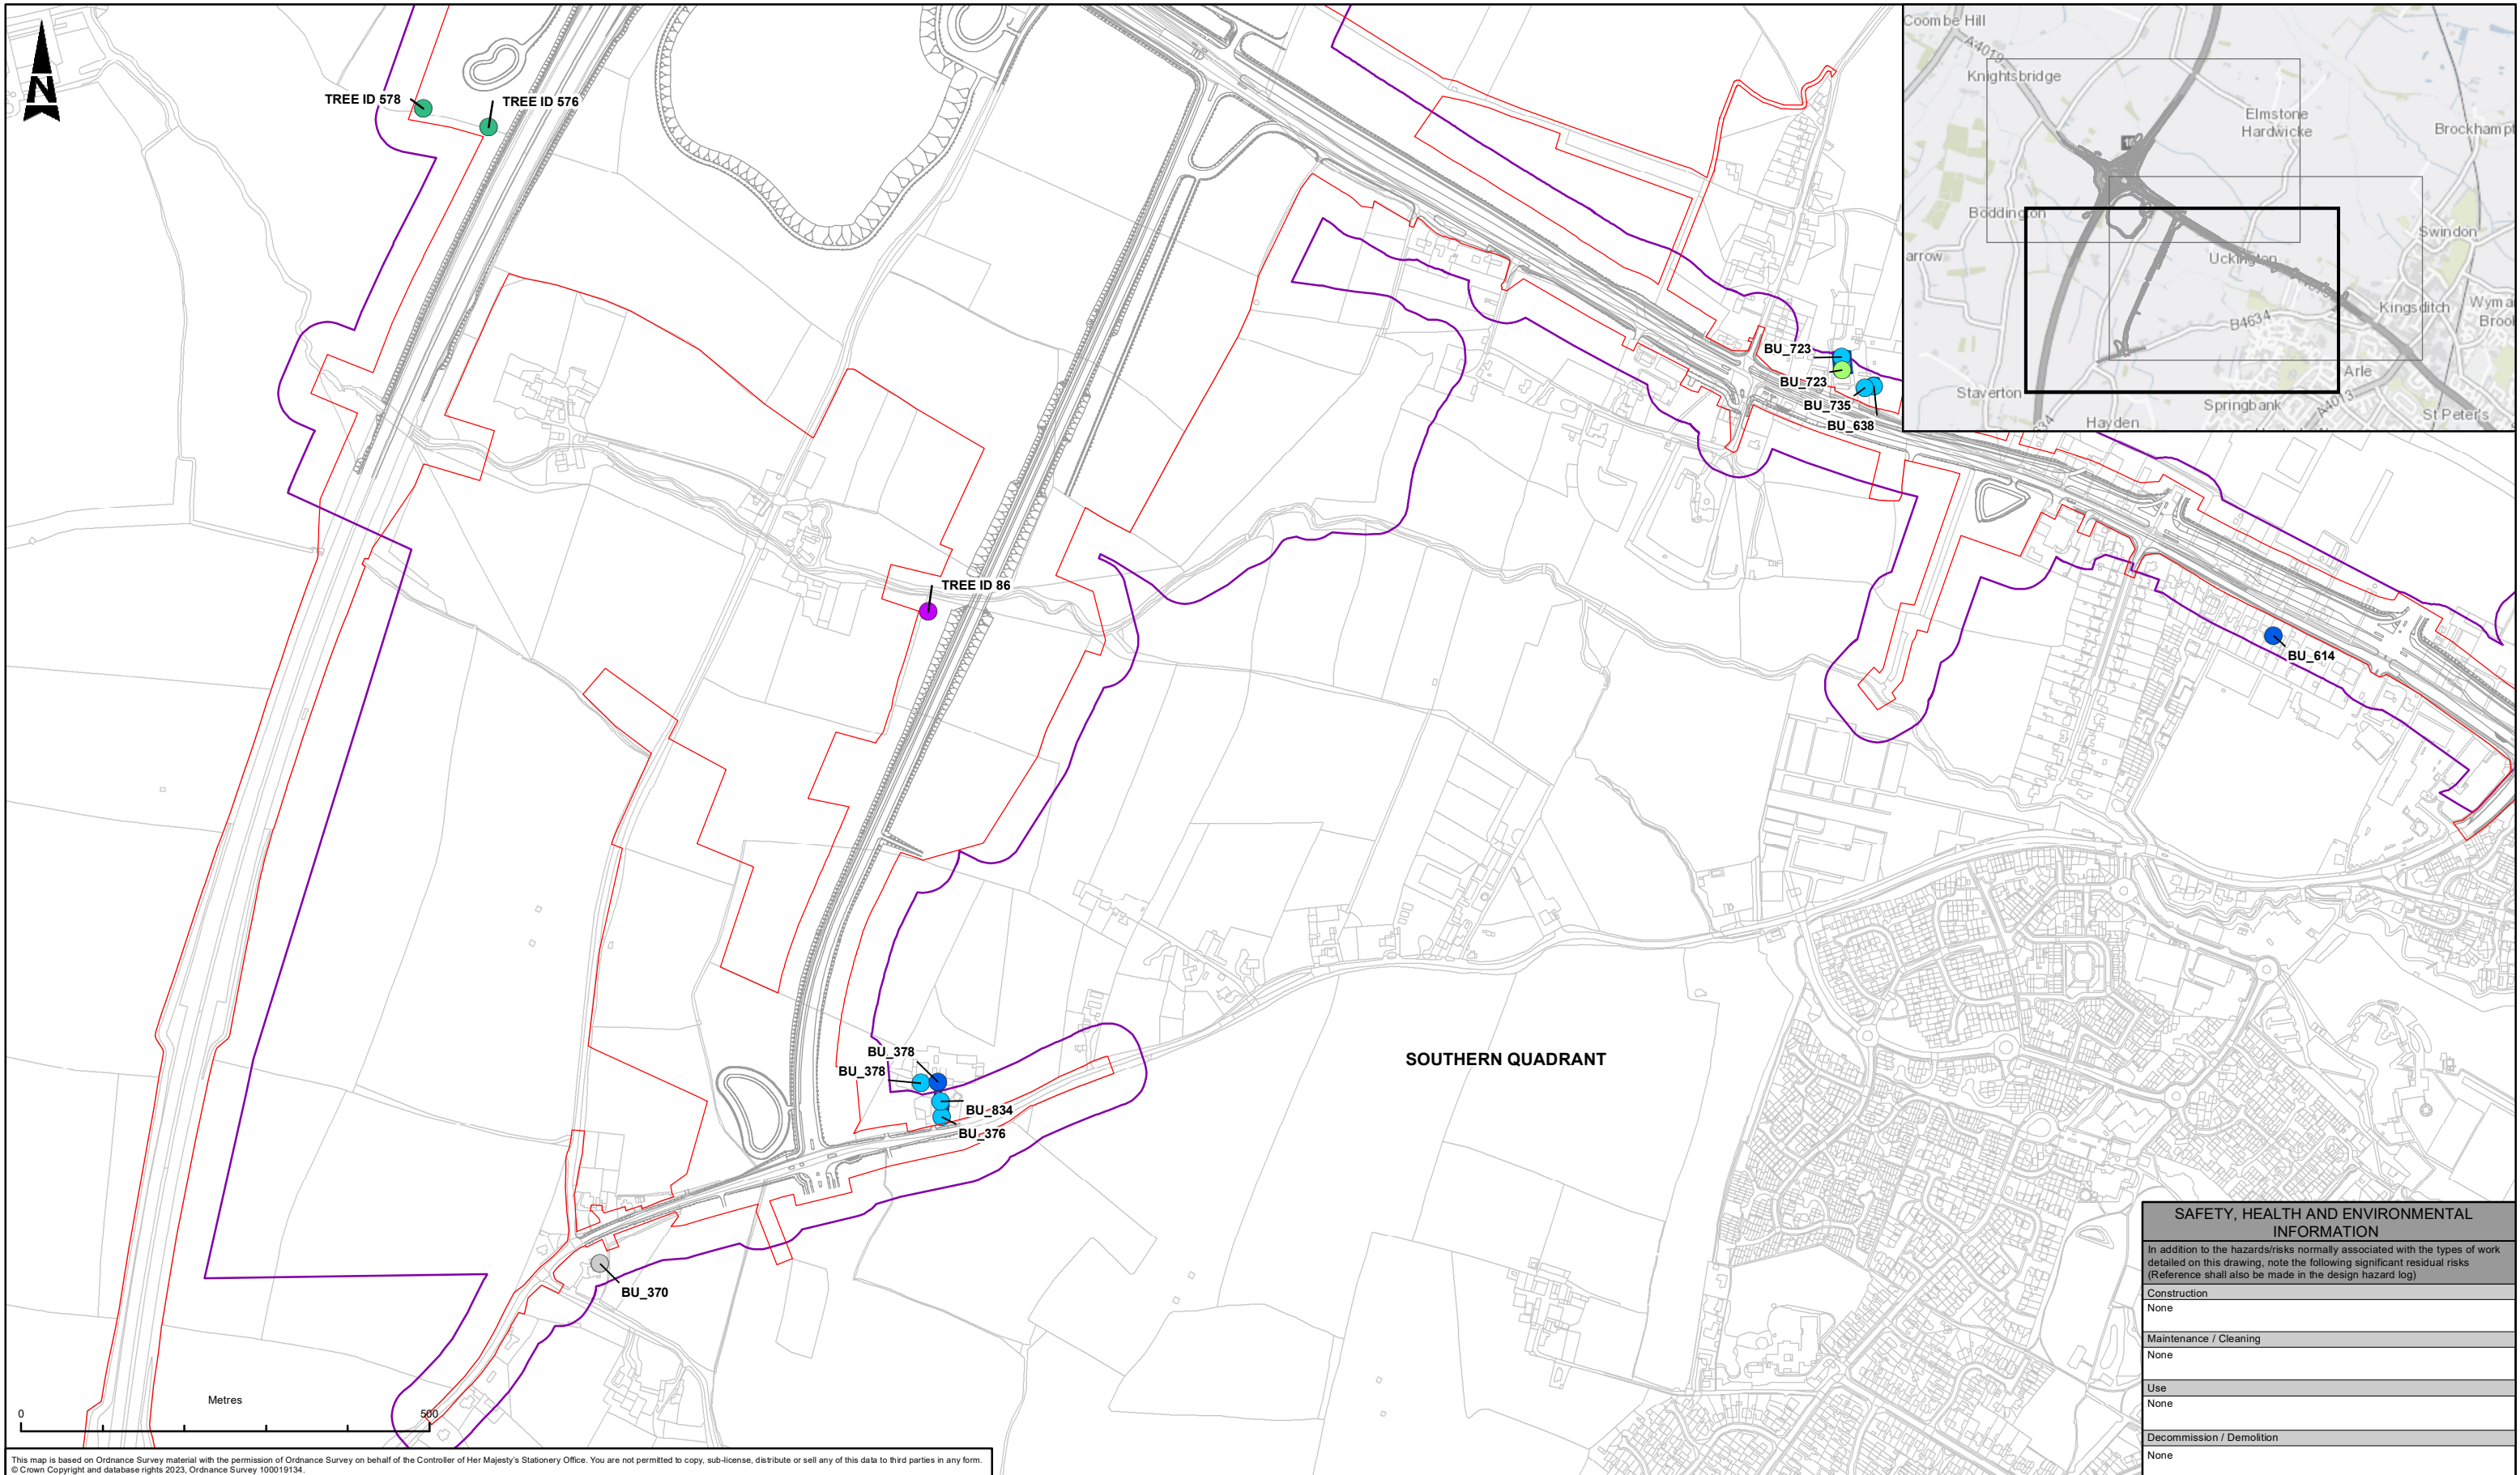 N
TREE ID 578
TREE ID 576
TREE ID 86
BU_723
BU_723
BU_735
BU_638
BU_614
BU_378
BU_378
BU_834
BU_376
BU_370
SOUTHERN QUADRANT
Coombe Hill
A4019
Knightsbridge
Elmstone
Hardwicke
Brockhampt
10
Boddington
Swindon
arrow
Uckington
Kingsditch
Wyma
Brool
B4634
Arle
Staverton
Springbank
A4013
St Peter's
Hayden
Metres
0 500
This map is based on Ordnance Survey material with the permission of Ordnance Survey on behalf of the Controller of Her Majesty's Stationery Office. You are not permitted to copy, sub-license, distribute or sell any of this data to third parties in any form.
© Crown Copyright and database rights 2023, Ordnance Survey 100019134.
SAFETY, HEALTH AND ENVIRONMENTAL
INFORMATION
In addition to the hazards/risks normally associated with the types of work
detailed on this drawing, note the following significant residual risks
(Reference shall also be made in the design hazard log)
Construction
None
Maintenance / Cleaning
None
Use
None
Decommission / Demolition
None